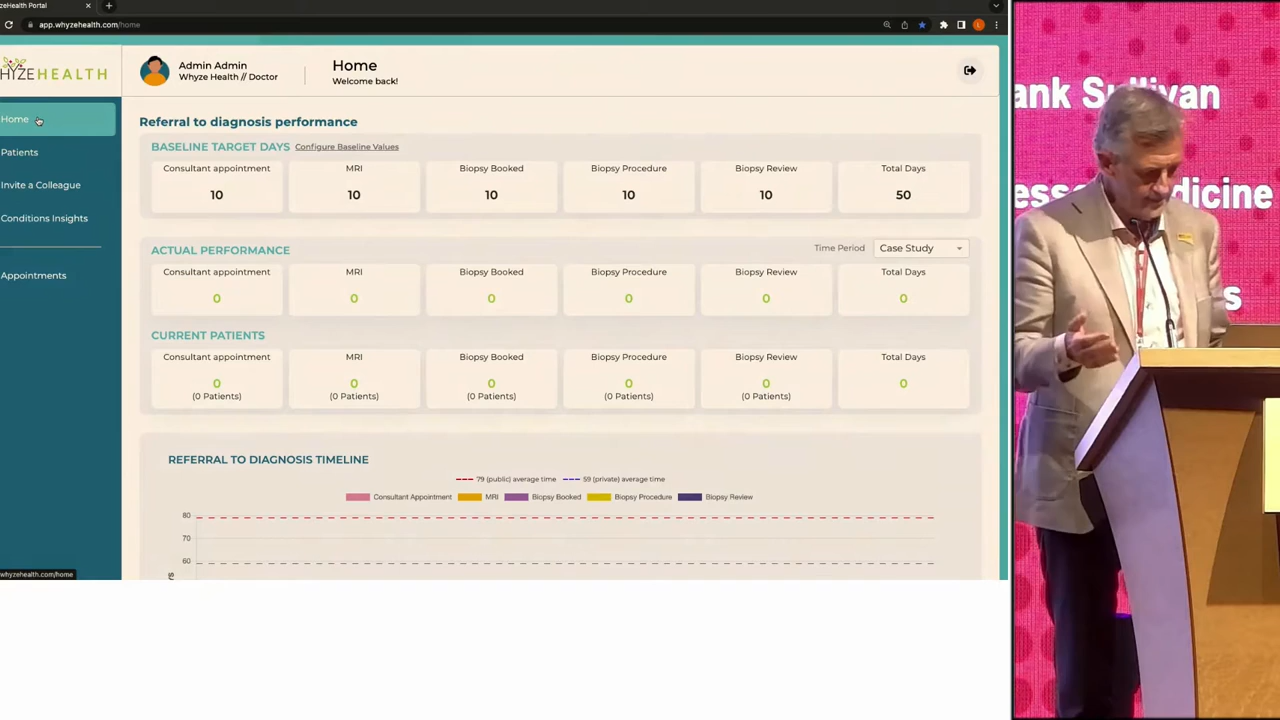 zeHealth Portal
app.whyzehealth.com/home
HYZEHEALTH
Admin Admin
Whyze Health // Doctor
Home
Welcome back!
Home
Patients
Invite a Colleague
Conditions Insights
Appointments
Referral to diagnosis performance
BASELINE TARGET DAYS Configure Baseline Values
Consultant appointment MRI Biopsy Booked Biopsy Procedure Biopsy Review Total Days
10 10 10 10 10 50
ACTUAL PERFORMANCE Time Period Case Study
Consultant appointment MRI Biopsy Booked Biopsy Procedure Biopsy Review Total Days
0 0 0 0 0 0
CURRENT PATIENTS
Consultant appointment MRI Biopsy Booked Biopsy Procedure Biopsy Review Total Days
0 0 0 0 0 0
(0 Patients) (0 Patients) (0 Patients) (0 Patients) (0 Patients)
REFERRAL TO DIAGNOSIS TIMELINE
79 (public) average time 59 (private) average time
Consultant Appointment MRI Biopsy Booked Biopsy Procedure Biopsy Review
80
70
60
whyzehealth.com/home
ank Sullivan
esso
edicine
s